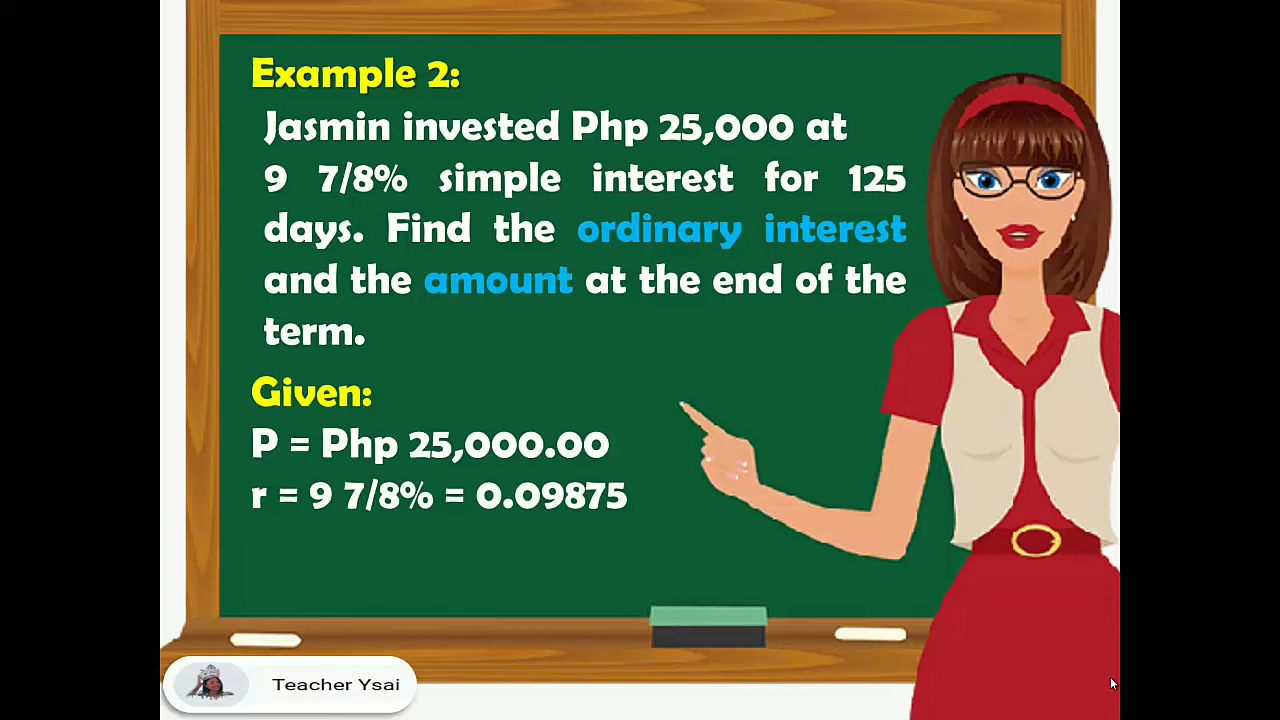 Example 2:
Jasmin invested Php 25,000 at
9 7/8% simple interest for 125
days. Find the ordinary interest
and the amount at the end of the
term.
Given:
P = Php 25,000.00
r = 9 7/8% = 0.09875
Teacher Ysai